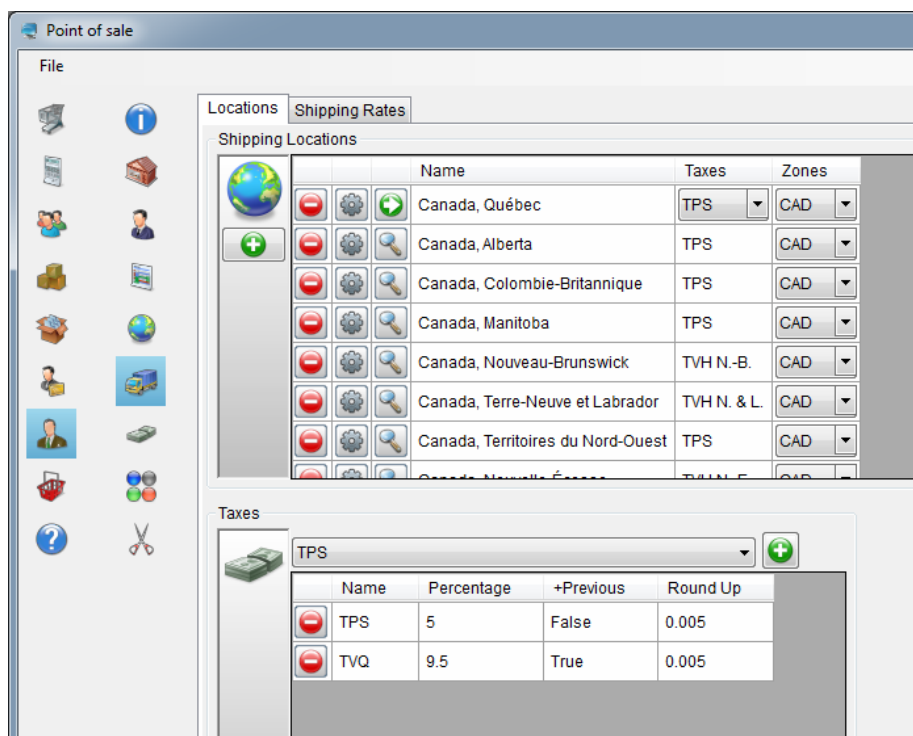 Point of sale
File
Locations Shipping Rates
Shipping Locations
Name Taxes Zones
Canada, Québec TPS CAD
Canada, Alberta TPS CAD
Canada, Colombie-Britannique TPS CAD
Canada, Manitoba TPS CAD
Canada, Nouveau-Brunswick TVH N.-B. CAD
Canada, Terre-Neuve et Labrador TVH N. & L. CAD
Canada, Territoires du Nord-Ouest TPS CAD
Taxes
TPS
Name Percentage +Previous Round Up
TPS 5 False 0.005
TVQ 9.5 True 0.005